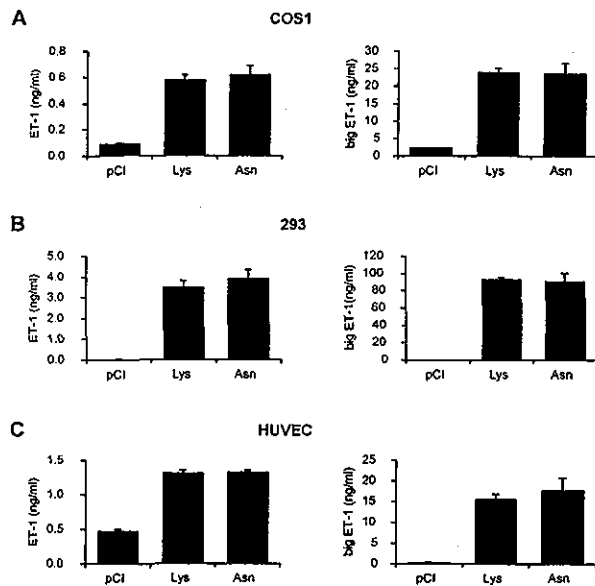 A
COS1
ET-1 (ng/ml)
0.8
0.6
0.4
0.2
0.0
pCI
Lys
Asn
big ET-1 (ng/ml)
30
25
20
15
10
5
0
pCI
Lys
Asn
B
293
ET-1 (ng/ml)
5.0
4.0
3.0
2.0
1.0
0.0
pCI
Lys
Asn
big ET-1(ng/ml)
120
100
80
60
40
20
0
pCI
Lys
Asn
C
HUVEC
ET-1 (ng/ml)
1.5
1.0
0.5
0.0
pCI
Lys
Asn
big ET-1 (ng/ml)
25
20
15
10
5
0
pCI
Lys
Asn